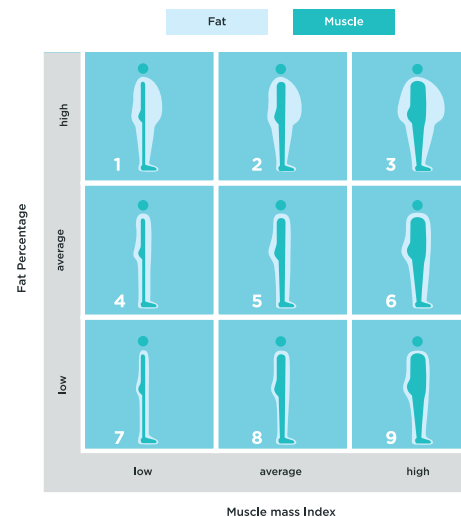 Fat
Muscle
Fat Percentage
high
1
2
3
average
4
5
6
low
7
8
9
low
average
high
Muscle mass Index